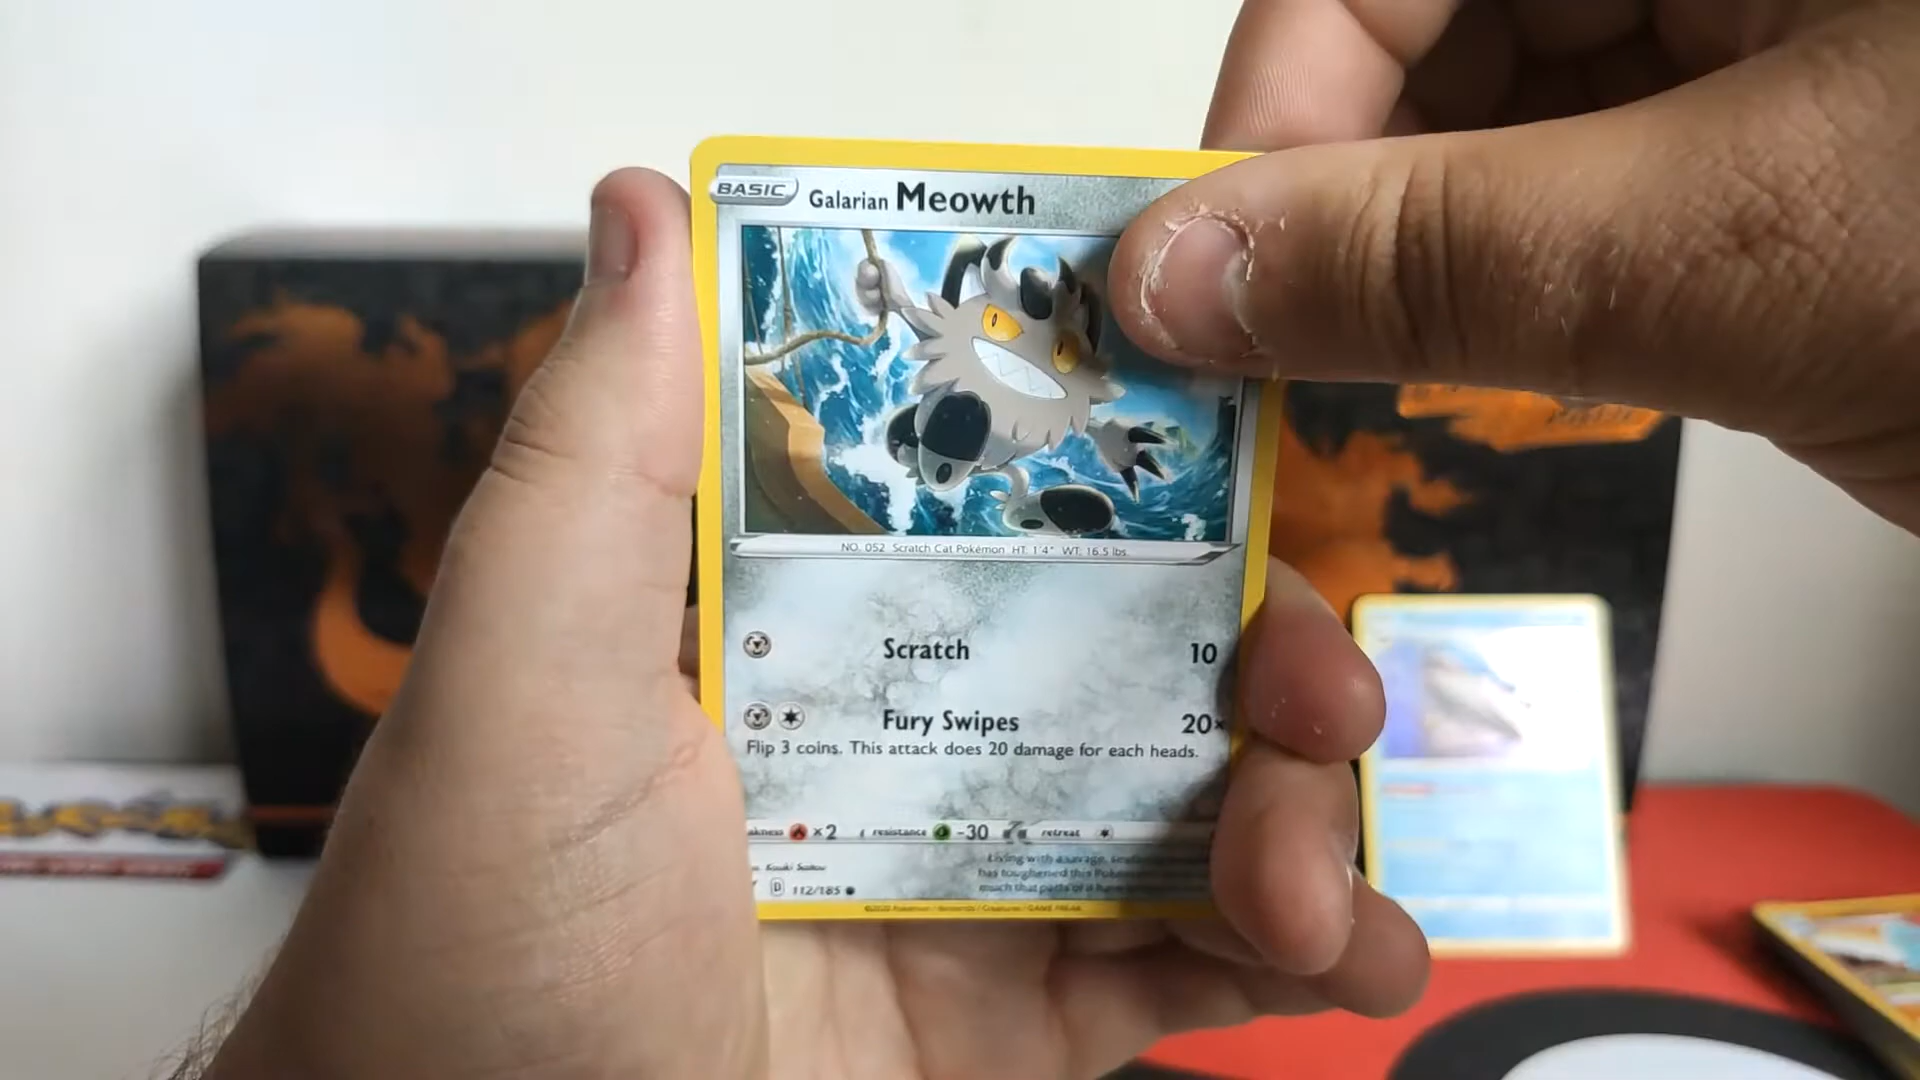 BASIC Galarian Meowth
NO. 052 Scratch Cat Pokémon HT. 1'4" WT. 16.5 lbs.
Scratch 10
Fury Swipes 20×
Flip 3 coins. This attack does 20 damage for each heads.
akness ×2 resistance -30 retreat
Living with a savage,
has toughened this Pokémon
much that parts of
D 112/185
©2020 Pokémon / Nintendo / Creatures / GAME FREAK